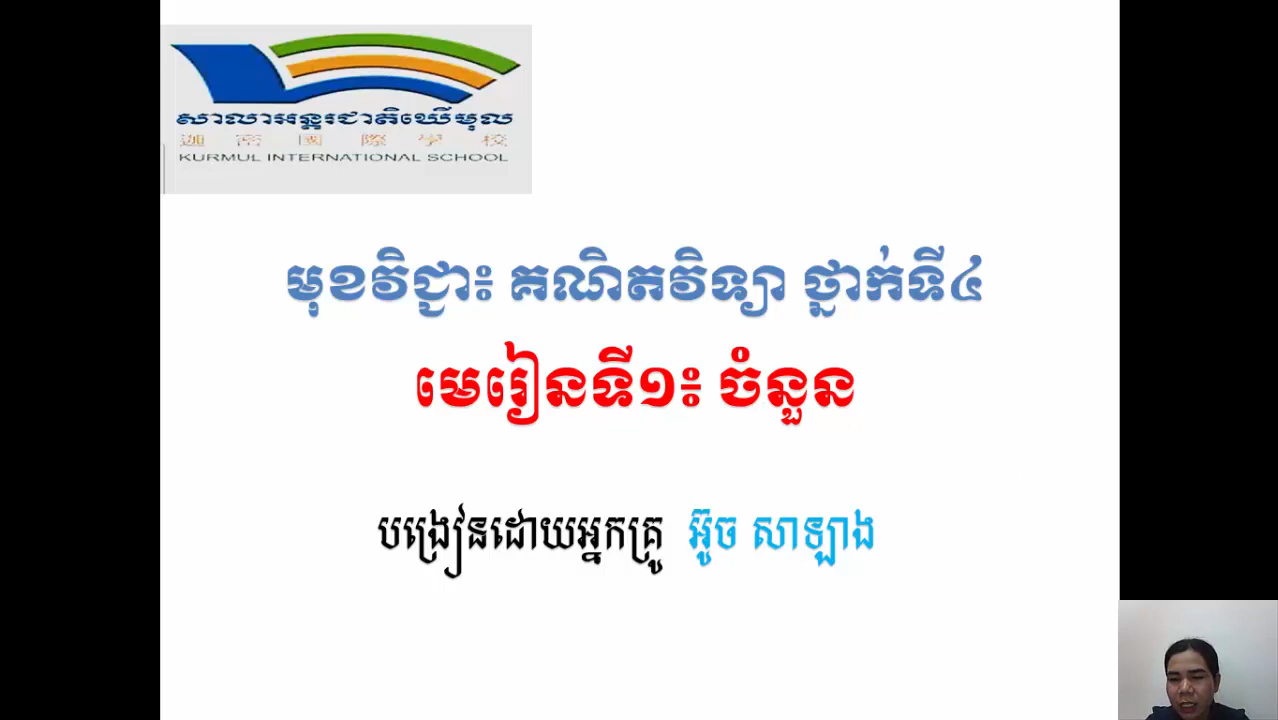 សាលាអន្តរជាតិឃើមុល
迦密國際學校
KURMUL INTERNATIONAL SCHOOL
មុខវិជ្ជា៖ គណិតវិទ្យា ថ្នាក់ទី៤
មេរៀនទី១៖ ចំនួន
បង្រៀនដោយអ្នកគ្រូ អ៊ូច សាឡាង